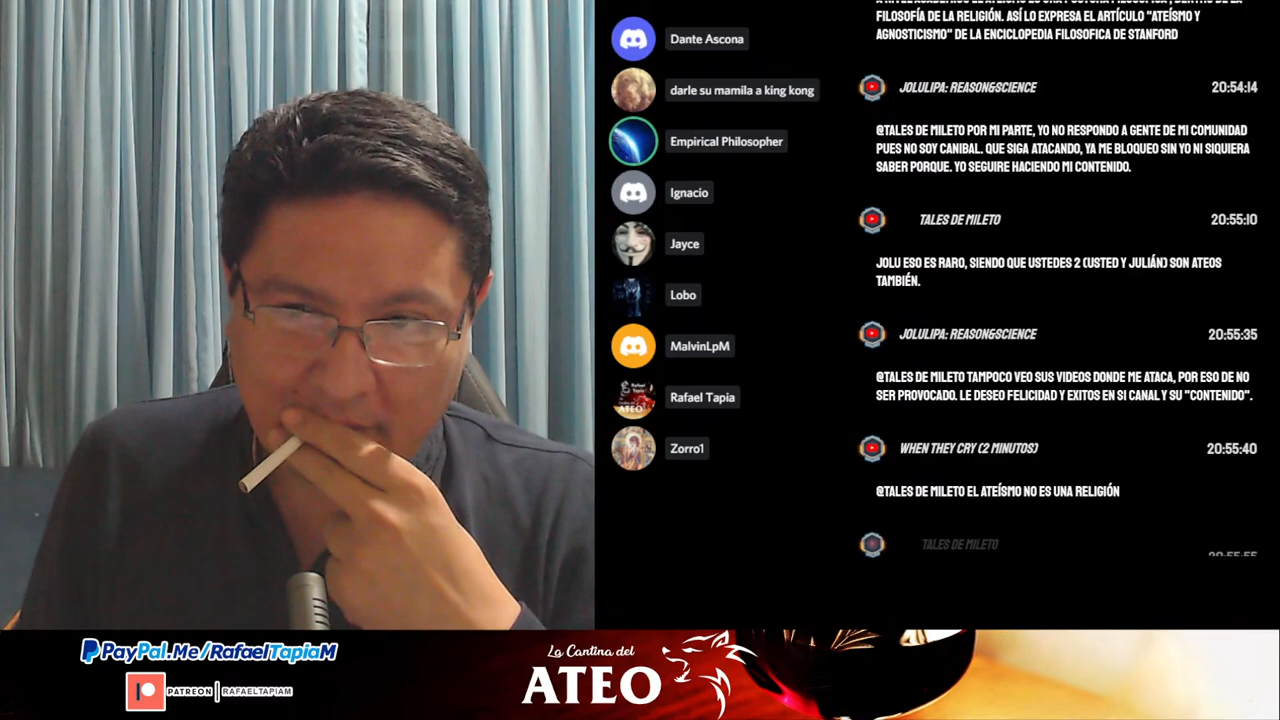 Dante Ascona
darle su mamila a king kong
Empirical Philosopher
Ignacio
Jayce
Lobo
MalvinLpM
Rafael Tapia
Zorro1
FILOSOFÍA DE LA RELIGIÓN. ASÍ LO EXPRESA EL ARTÍCULO "ATEÍSMO Y
AGNOSTICISMO" DE LA ENCICLOPEDIA FILOSOFICA DE STANFORD
JOLULIPA: REASON&SCIENCE 20:54:14
@TALES DE MILETO POR MI PARTE, YO NO RESPONDO A GENTE DE MI COMUNIDAD
PUES NO SOY CANIBAL. QUE SIGA ATACANDO, YA ME BLOQUEO SIN YO NI SIQUIERA
SABER PORQUE. YO SEGUIRE HACIENDO MI CONTENIDO.
TALES DE MILETO 20:55:10
JOLU ESO ES RARO, SIENDO QUE USTEDES 2 (USTED Y JULIÁN) SON ATEOS
TAMBIÉN.
JOLULIPA: REASON&SCIENCE 20:55:35
@TALES DE MILETO TAMPOCO VEO SUS VIDEOS DONDE ME ATACA, POR ESO DE NO
SER PROVOCADO. LE DESEO FELICIDAD Y EXITOS EN SI CANAL Y SU "CONTENIDO".
WHEN THEY CRY (2 MINUTOS) 20:55:40
@TALES DE MILETO EL ATEÍSMO NO ES UNA RELIGIÓN
TALES DE MILETO
PayPal.Me/RafaelTapiaM
PATREON | RAFAELTAPIAM
La Cantina del
ATEO